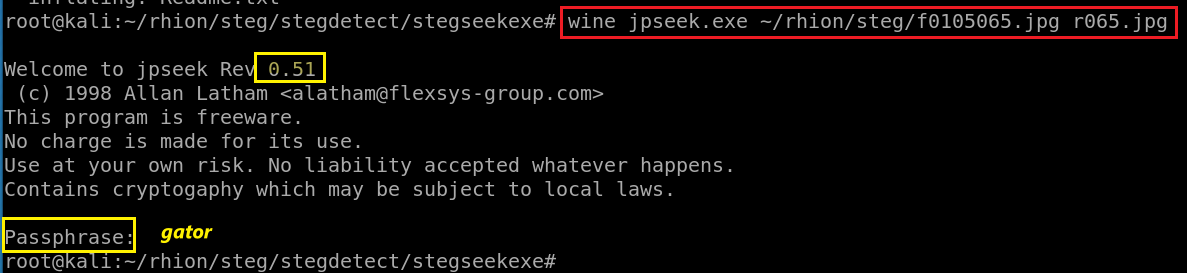 inflating: Readme.txt
root@kali:~/rhion/steg/stegdetect/stegseekexe# wine jpseek.exe ~/rhion/steg/f0105065.jpg r065.jpg
Welcome to jpseek Rev 0.51
(c) 1998 Allan Latham <alatham@flexsys-group.com>
This program is freeware.
No charge is made for its use.
Use at your own risk. No liability accepted whatever happens.
Contains cryptogaphy which may be subject to local laws.
Passphrase: gator
root@kali:~/rhion/steg/stegdetect/stegseekexe#